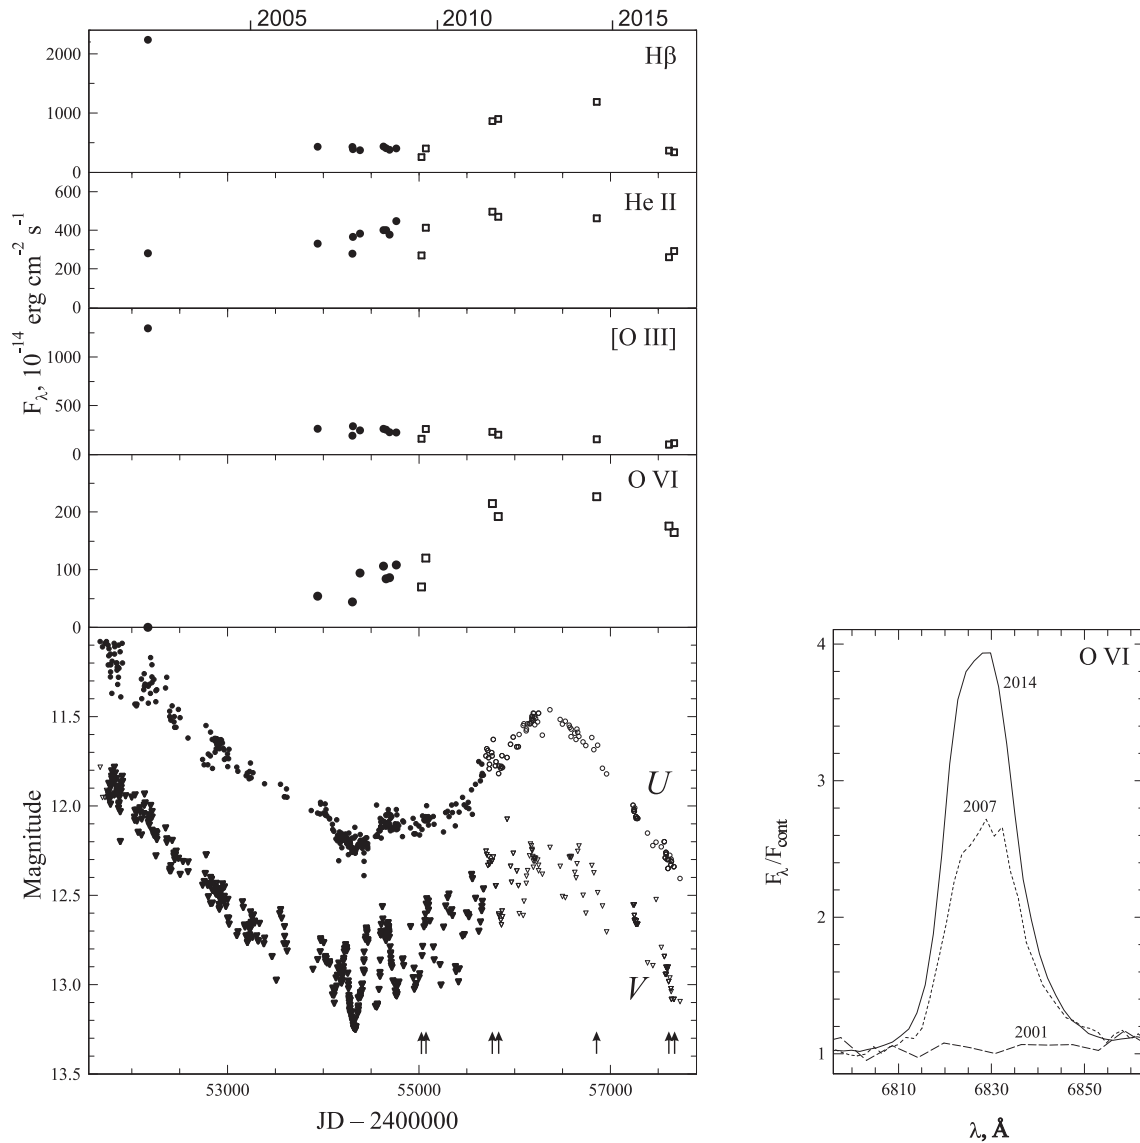 2005 2010 2015
Hβ
2000
1000
0
He II
600
400
200
0
[O III]
1000
500
0
O VI
200
100
0
F_λ, 10^-14 erg cm^-2 s^-1
11.5
12.0
12.5
13.0
13.5
Magnitude
U
V
53000 55000 57000
JD – 2400000
O VI
4
3
2
1
2014
2007
2001
F_λ/F_cont
6810 6830 6850
λ, Å